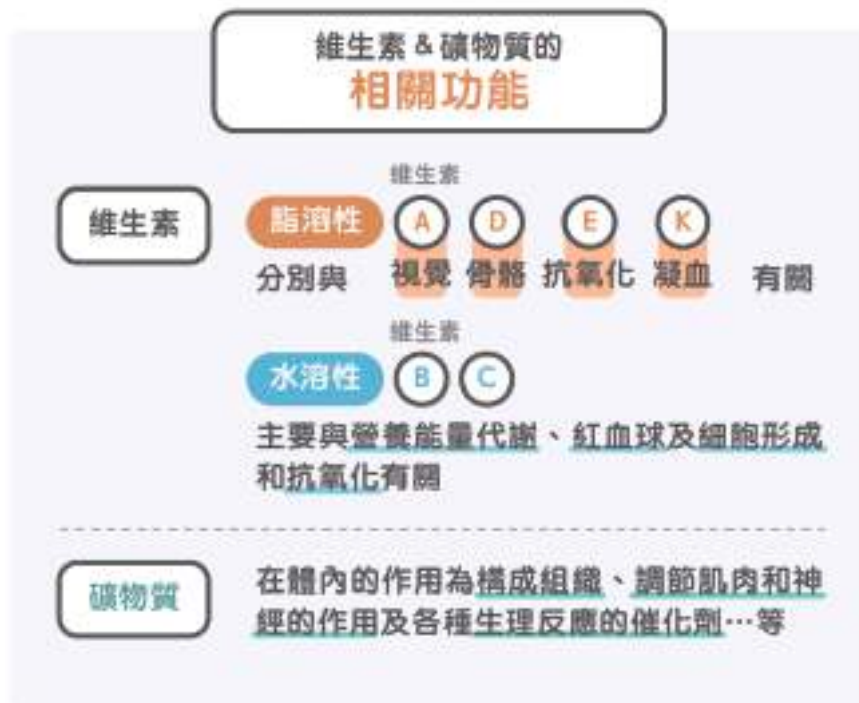 維生素&礦物質的
相關功能
維生素
維生素
脂溶性 A D E K
分別與 視覺 骨骼 抗氧化 凝血 有關
維生素
水溶性 B C
主要與營養能量代謝、紅血球及細胞形成
和抗氧化有關
礦物質
在體內的作用為構成組織、調節肌肉和神
經的作用及各種生理反應的催化劑…等